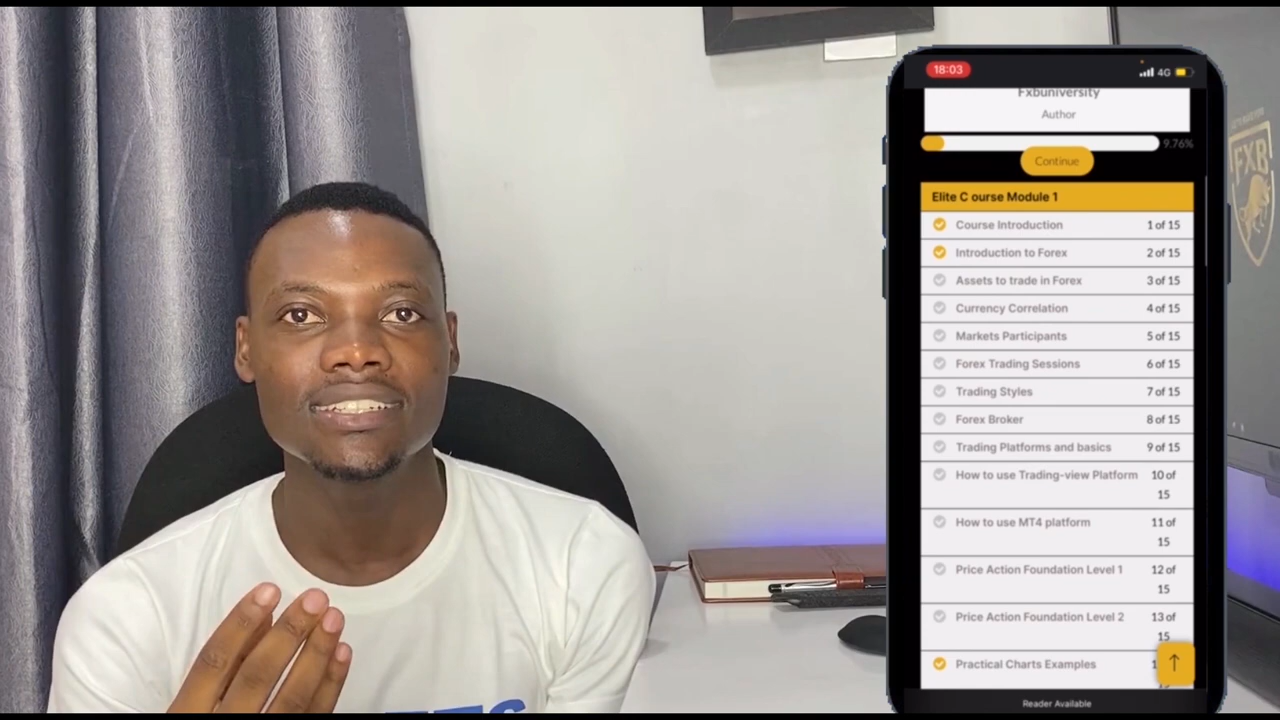 18:03
4G
Fxbuniversity
Author
9.76%
Continue
Elite C ourse Module 1
Course Introduction 1 of 15
Introduction to Forex 2 of 15
Assets to trade in Forex 3 of 15
Currency Correlation 4 of 15
Markets Participants 5 of 15
Forex Trading Sessions 6 of 15
Trading Styles 7 of 15
Forex Broker 8 of 15
Trading Platforms and basics 9 of 15
How to use Trading-view Platform 10 of
15
How to use MT4 platform 11 of
15
Price Action Foundation Level 1 12 of
15
Price Action Foundation Level 2 13 of
15
Practical Charts Examples
Reader Available
FXB